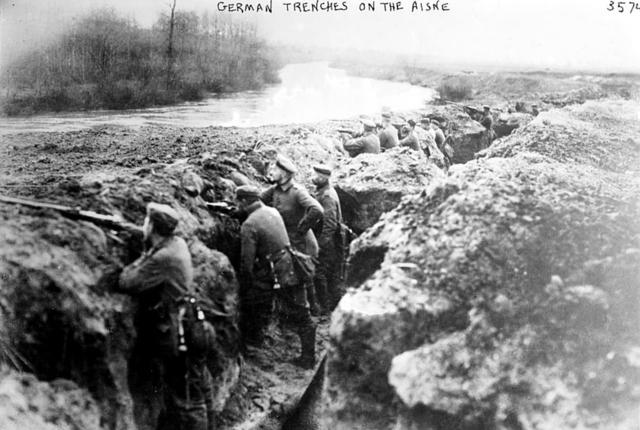 GERMAN TRENCHES ON THE AISNE 357